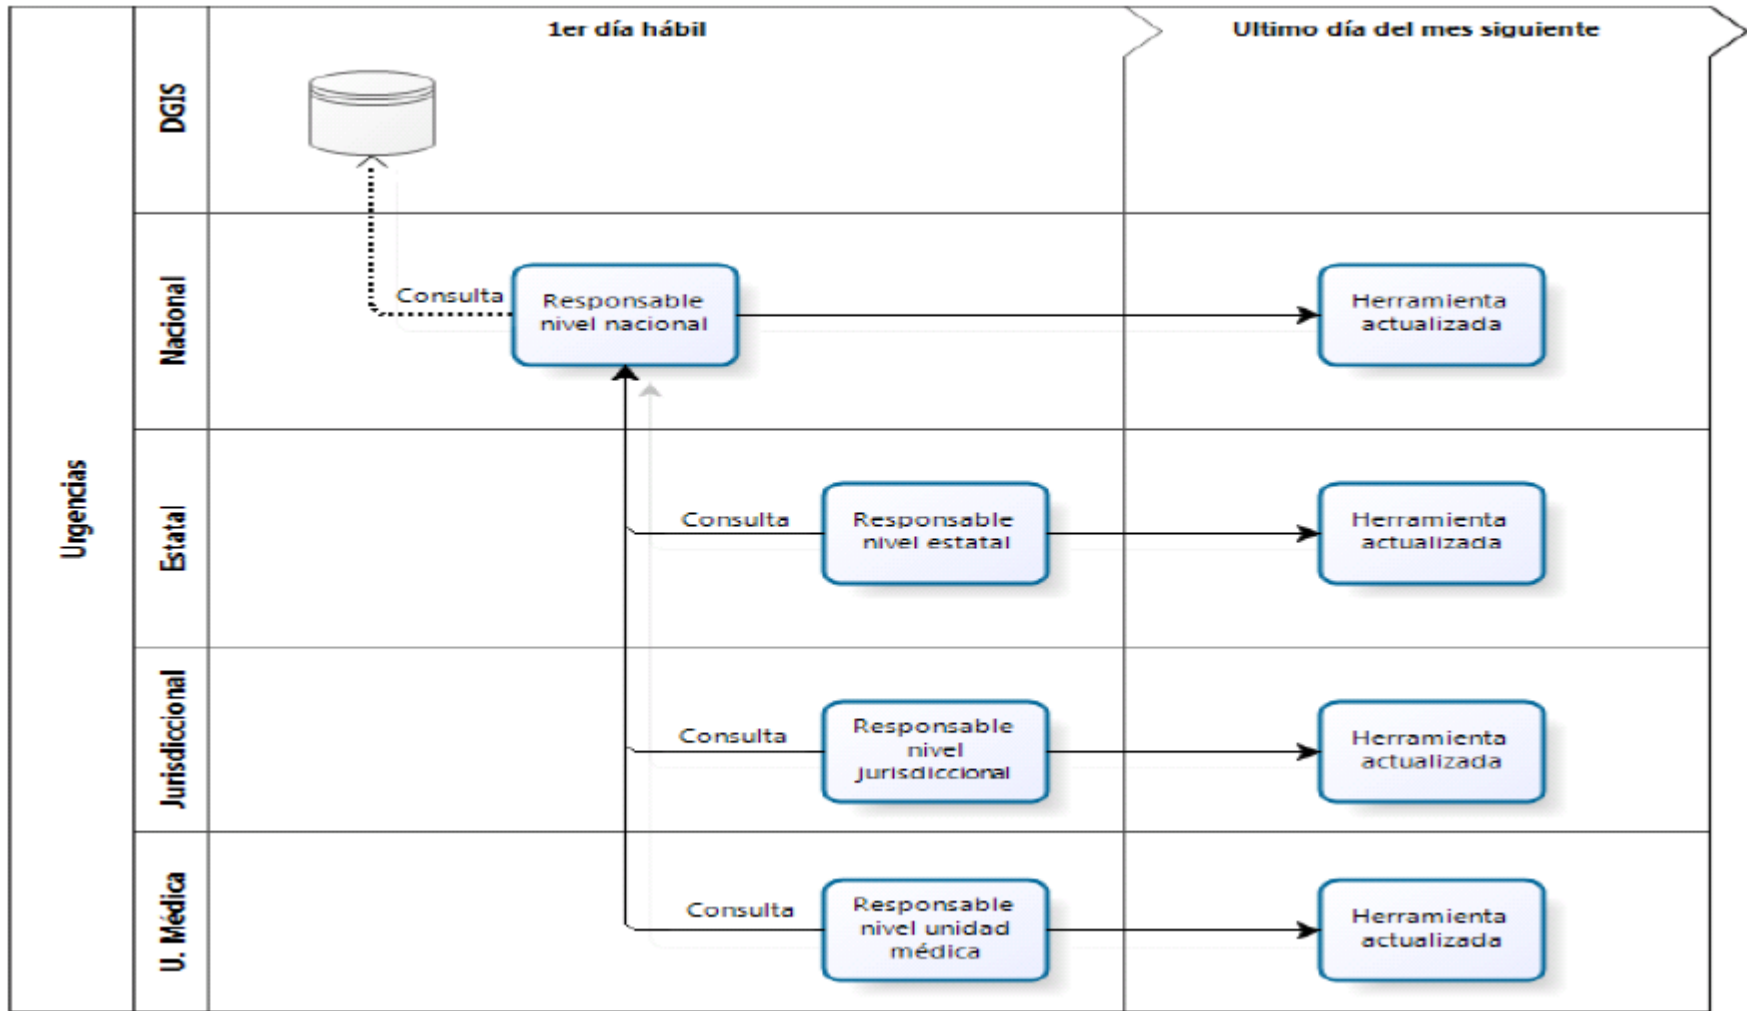 1er día hábil
Ultimo día del mes siguiente
Urgencias
DGIS
Nacional
Consulta
Responsable
nivel nacional
Herramienta
actualizada
Estatal
Consulta
Responsable
nivel estatal
Herramienta
actualizada
Jurisdiccional
Consulta
Responsable
nivel
jurisdiccional
Herramienta
actualizada
U. Médica
Consulta
Responsable
nivel unidad
médica
Herramienta
actualizada